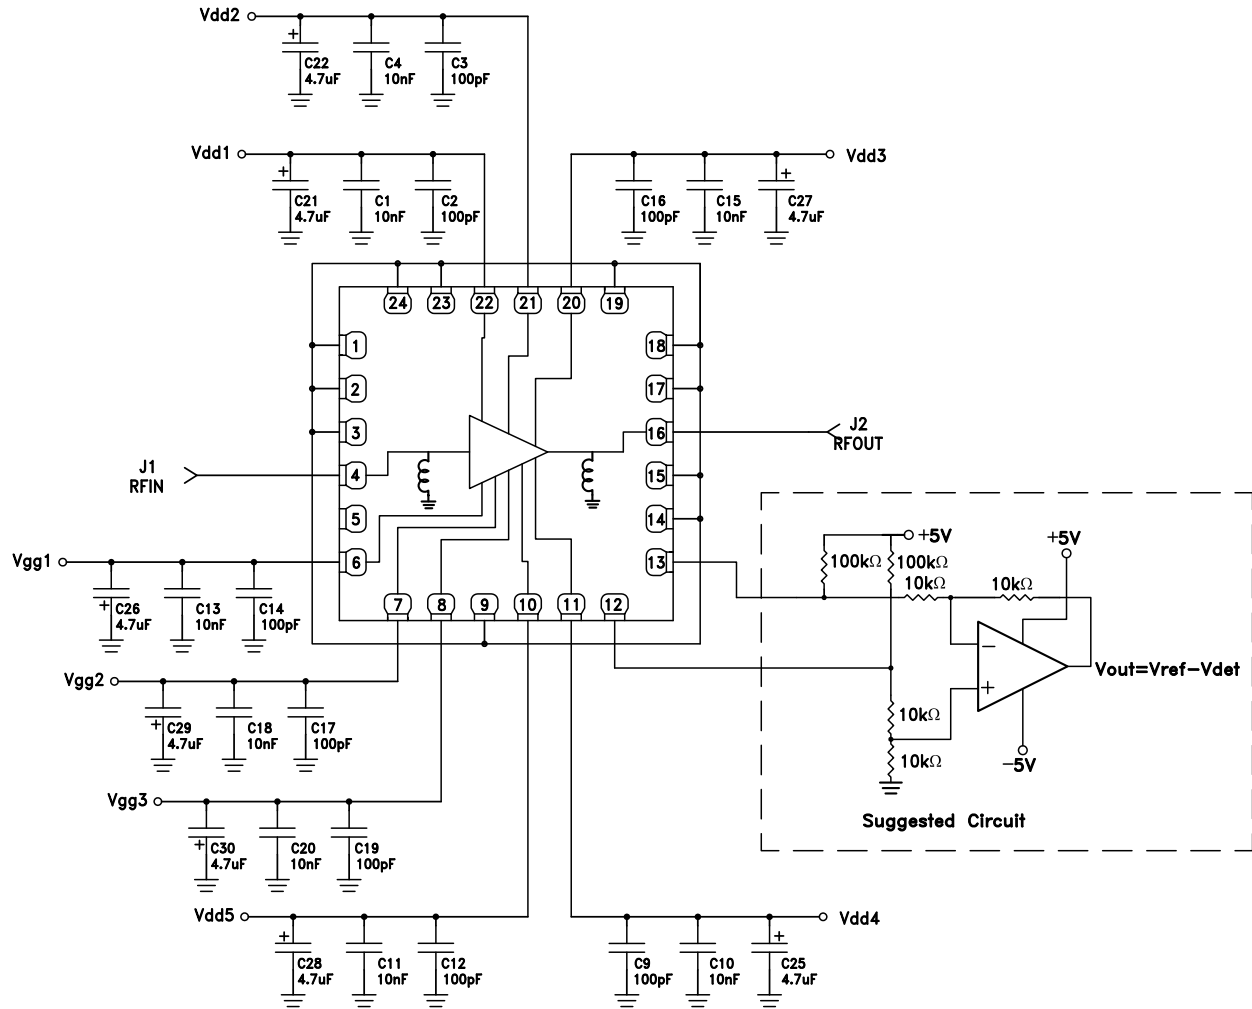 Vdd2
+
C22
4.7uF
C4
10nF
C3
100pF
Vdd1
+
C21
4.7uF
C1
10nF
C2
100pF
Vdd3
C16
100pF
C15
10nF
+
C27
4.7uF
24
23
22
21
20
19
1
2
3
4
5
6
18
17
16
15
14
13
7
8
9
10
11
12
J1
RFIN
J2
RFOUT
Vgg1
+
C26
4.7uF
C13
10nF
C14
100pF
Vgg2
+
C29
4.7uF
C18
10nF
C17
100pF
Vgg3
+
C30
4.7uF
C20
10nF
C19
100pF
Vdd5
+
C28
4.7uF
C11
10nF
C12
100pF
Vdd4
C9
100pF
C10
10nF
+
C25
4.7uF
+5V
+5V
100kΩ
100kΩ
10kΩ
10kΩ
−
+
Vout=Vref−Vdet
10kΩ
10kΩ
−5V
Suggested Circuit